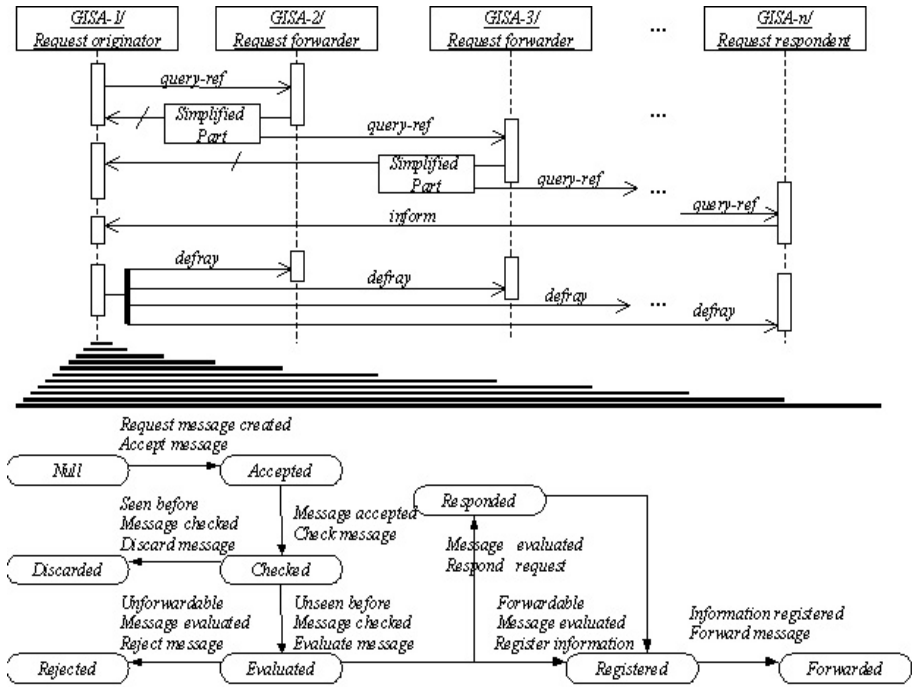 GISA-1/
Request originator
GISA-2/
Request forwarder
GISA-3/
Request forwarder
...
GISA-n/
Request respondent
query-ref
Simplified
Part
query-ref
...
Simplified
Part
query-ref
...
query-ref
inform
defray
defray
defray
...
defray
Request message created
Accept message
Null
Accepted
Responded
Seen before
Message checked
Discard message
Message accepted
Check message
Message evaluated
Respond request
Discarded
Checked
Unforwardable
Message evaluated
Reject message
Unseen before
Message checked
Evaluate message
Forwardable
Message evaluated
Register information
Information registered
Forward message
Rejected
Evaluated
Registered
Forwarded